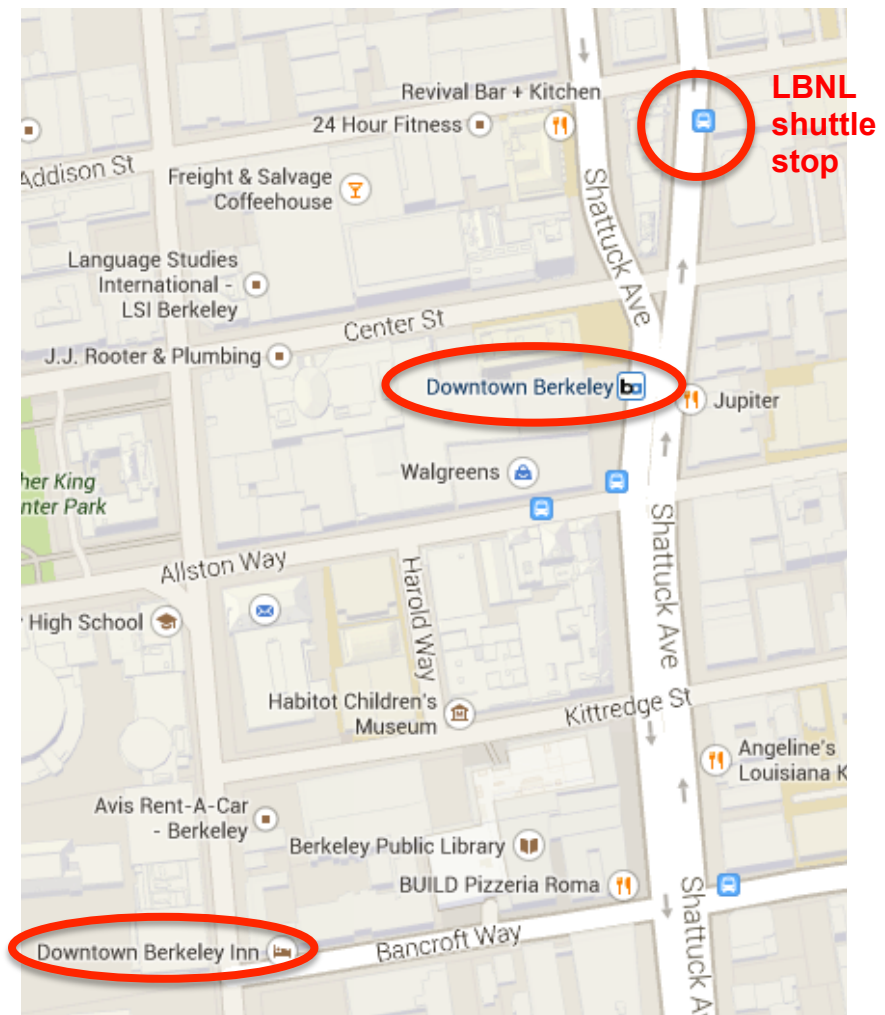 LBNL
shuttle
stop
Revival Bar + Kitchen
24 Hour Fitness
Addison St
Freight & Salvage
Coffeehouse
Shattuck Ave
Language Studies
International -
LSI Berkeley
Center St
J.J. Rooter & Plumbing
Downtown Berkeley
ba
Jupiter
Walgreens
her King
nter Park
Shattuck Ave
Allston Way
Harold Way
High School
Habitot Children's
Museum
Kittredge St
Angeline's
Louisiana K
Avis Rent-A-Car
- Berkeley
Berkeley Public Library
BUILD Pizzeria Roma
Shattuck A
Bancroft Way
Downtown Berkeley Inn